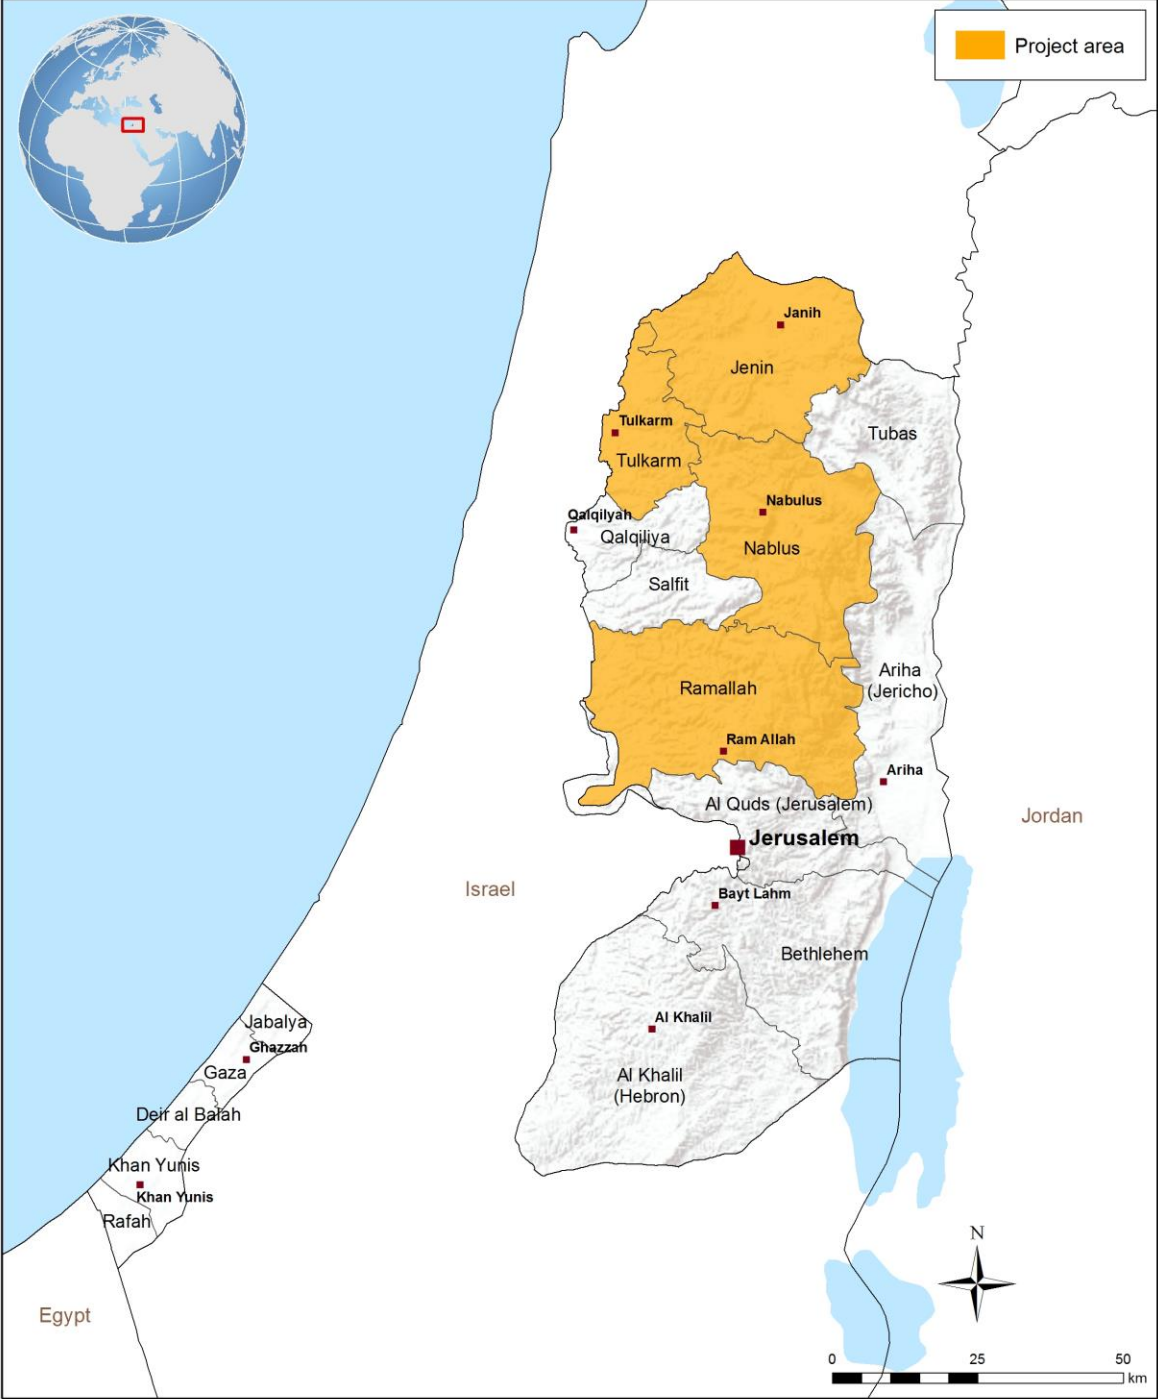 Project area
Janih
Jenin
Tulkarm
Tubas
Tulkarm
Nabulus
Qalqilyah
Qalqiliya
Nablus
Salfit
Ariha
(Jericho)
Ramallah
Ram Allah
Ariha
Al Quds (Jerusalem)
Jordan
Jerusalem
Israel
Bayt Lahm
Bethlehem
Al Khalil
Jabalya
Ghazzah
Gaza
Al Khalil
(Hebron)
Deir al Balah
Khan Yunis
Khan Yunis
Rafah
N
Egypt
0 25 50
km